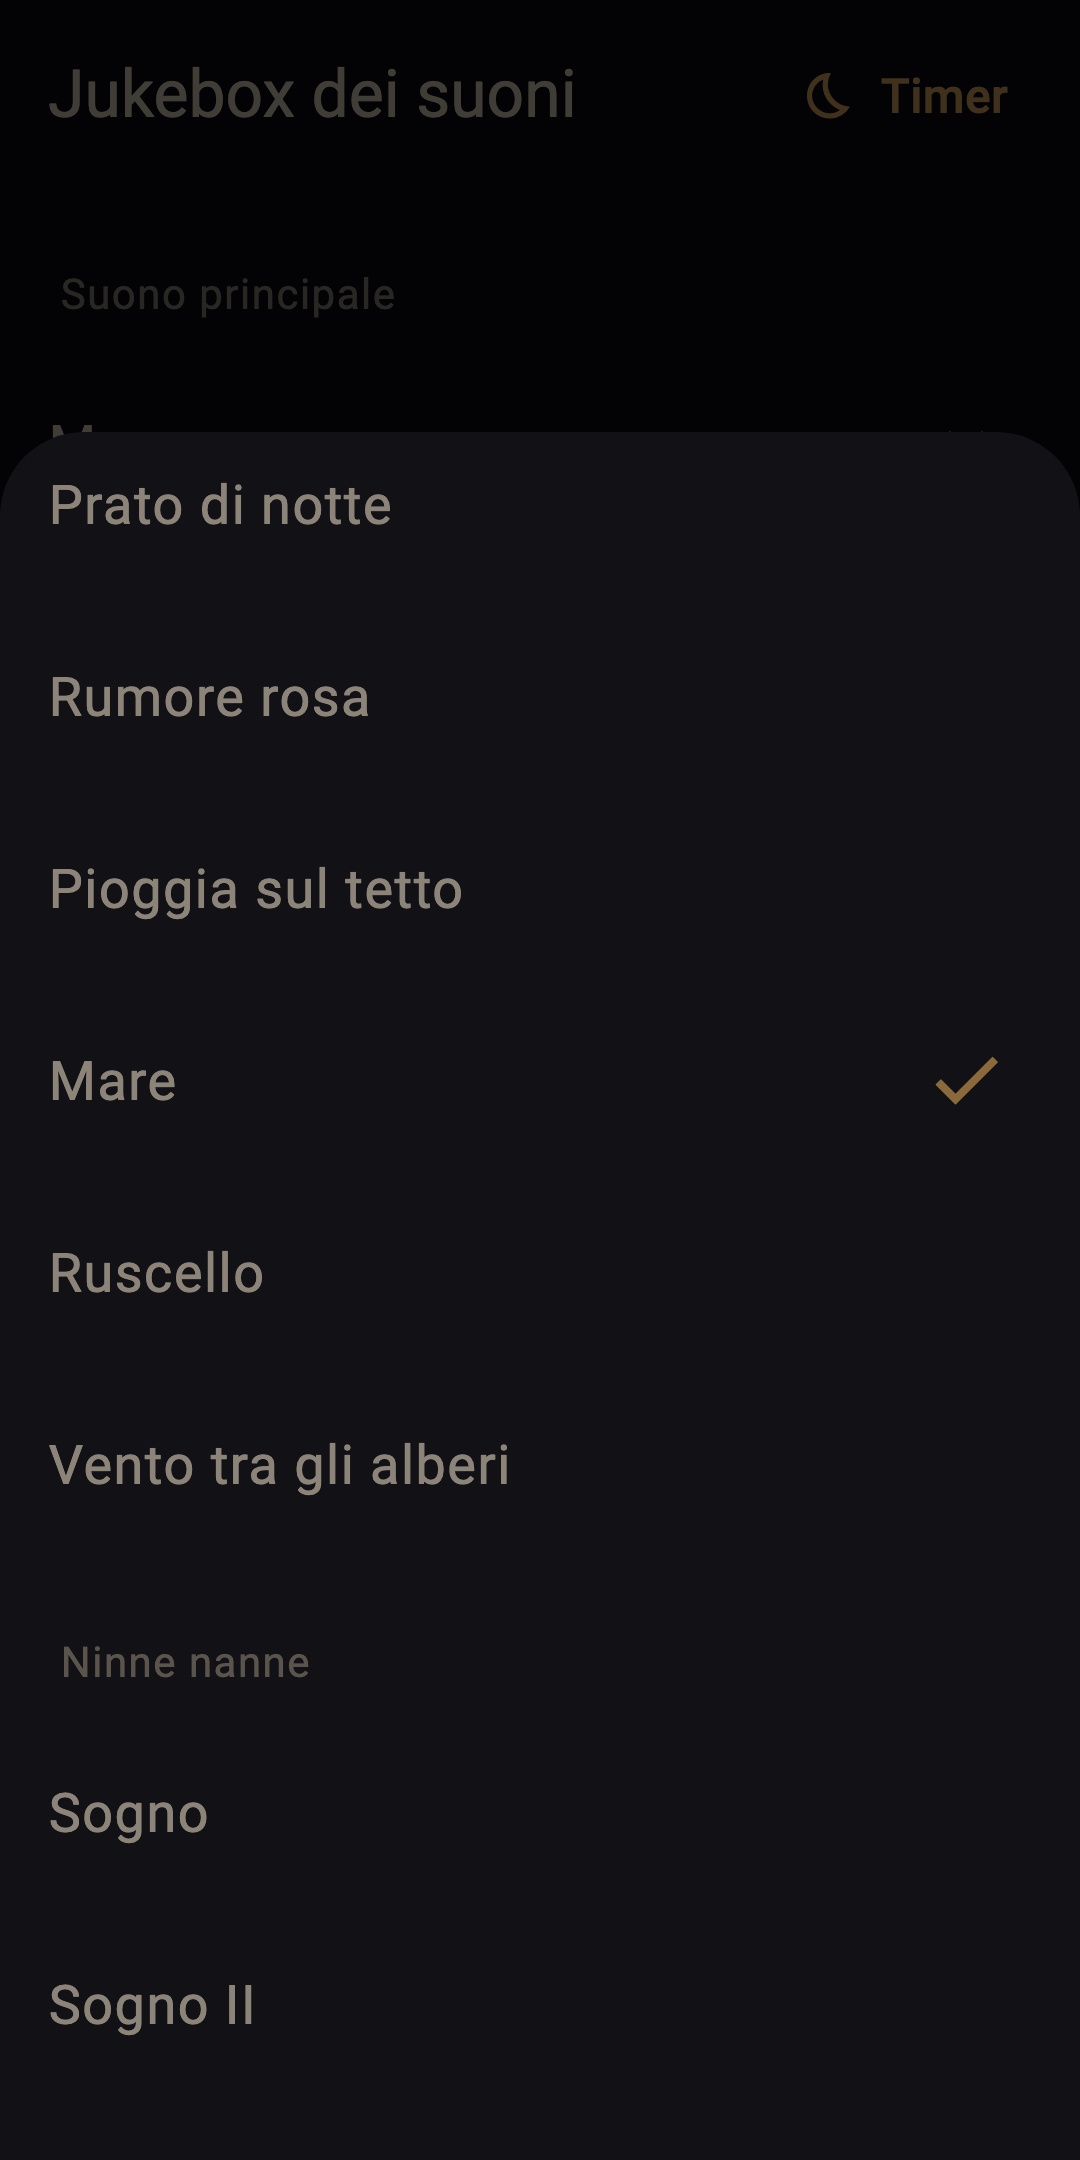 Jukebox dei suoni
Timer
Suono principale
Prato di notte
Rumore rosa
Pioggia sul tetto
Mare
Ruscello
Vento tra gli alberi
Ninne nanne
Sogno
Sogno II